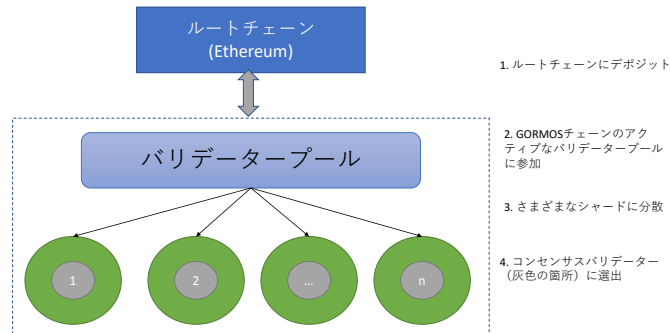 ルートチェーン
(Ethereum)
1. ルートチェーンにデポジット
2. GORMOSチェーンのアク
ティブなバリデータープール
に参加
バリデータープール
3. さまざまなシャードに分散
4. コンセンサスバリデーター
（灰色の箇所）に選出
1
2
...
n